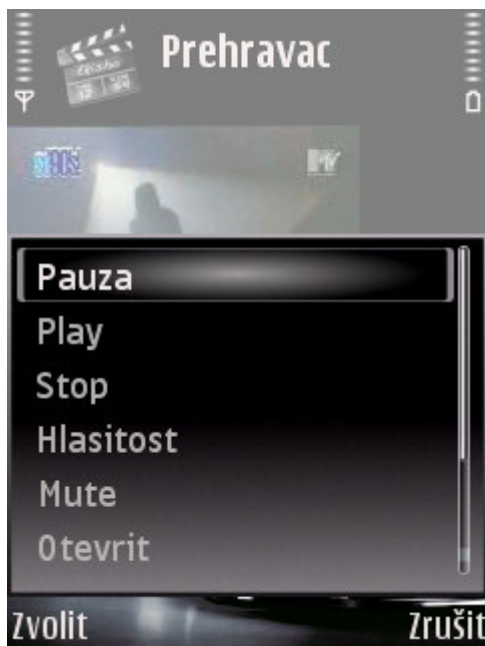 Prehravac
Pauza
Play
Stop
Hlasitost
Mute
Otevrit
Zvolit
Zrušit